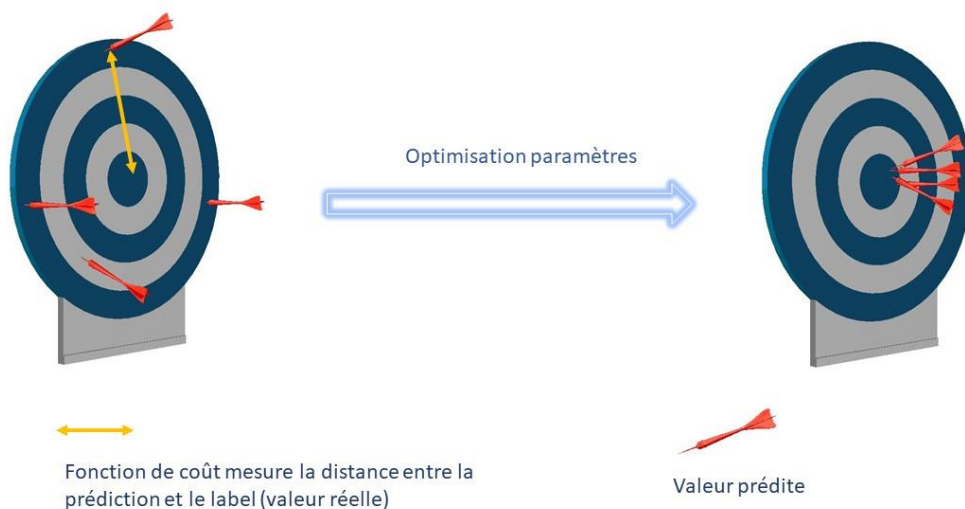 Optimisation paramètres
Fonction de coût mesure la distance entre la
prédiction et le label (valeur réelle)
Valeur prédite